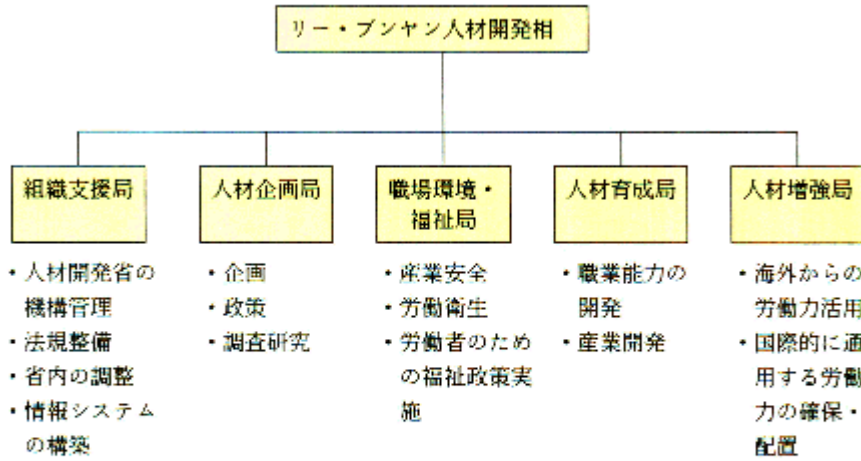 リー・ブンヤン人材開発相
組織支援局
・人材開発省の
機構管理
・法規整備
・省内の調整
・情報システム
の構築
人材企画局
・企画
・政策
・調査研究
職場環境・
福祉局
・産業安全
・労働衛生
・労働者のため
の福祉政策実
施
人材育成局
・職業能力の
開発
・産業開発
人材増強局
・海外からの
労働力活用
・国際的に通
用する労働
力の確保・
配置